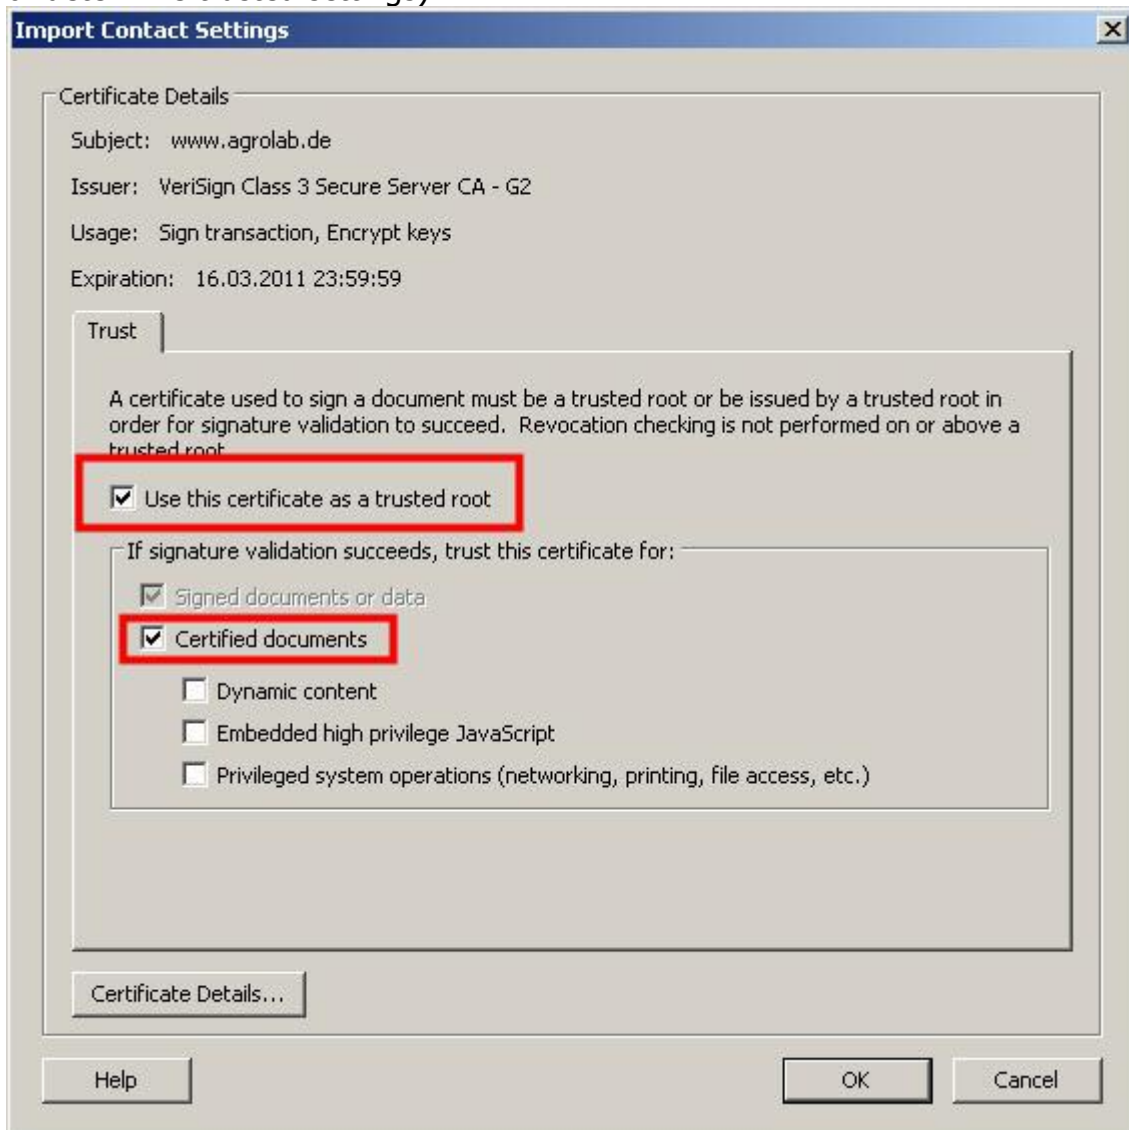 Import Contact Settings
Certificate Details
Subject: www.agrolab.de
Issuer: VeriSign Class 3 Secure Server CA - G2
Usage: Sign transaction, Encrypt keys
Expiration: 16.03.2011 23:59:59
Trust
A certificate used to sign a document must be a trusted root or be issued by a trusted root in
order for signature validation to succeed. Revocation checking is not performed on or above a
trusted root
Use this certificate as a trusted root
If signature validation succeeds, trust this certificate for:
Signed documents or data
Certified documents
Dynamic content
Embedded high privilege JavaScript
Privileged system operations (networking, printing, file access, etc.)
Certificate Details...
Help
OK
Cancel